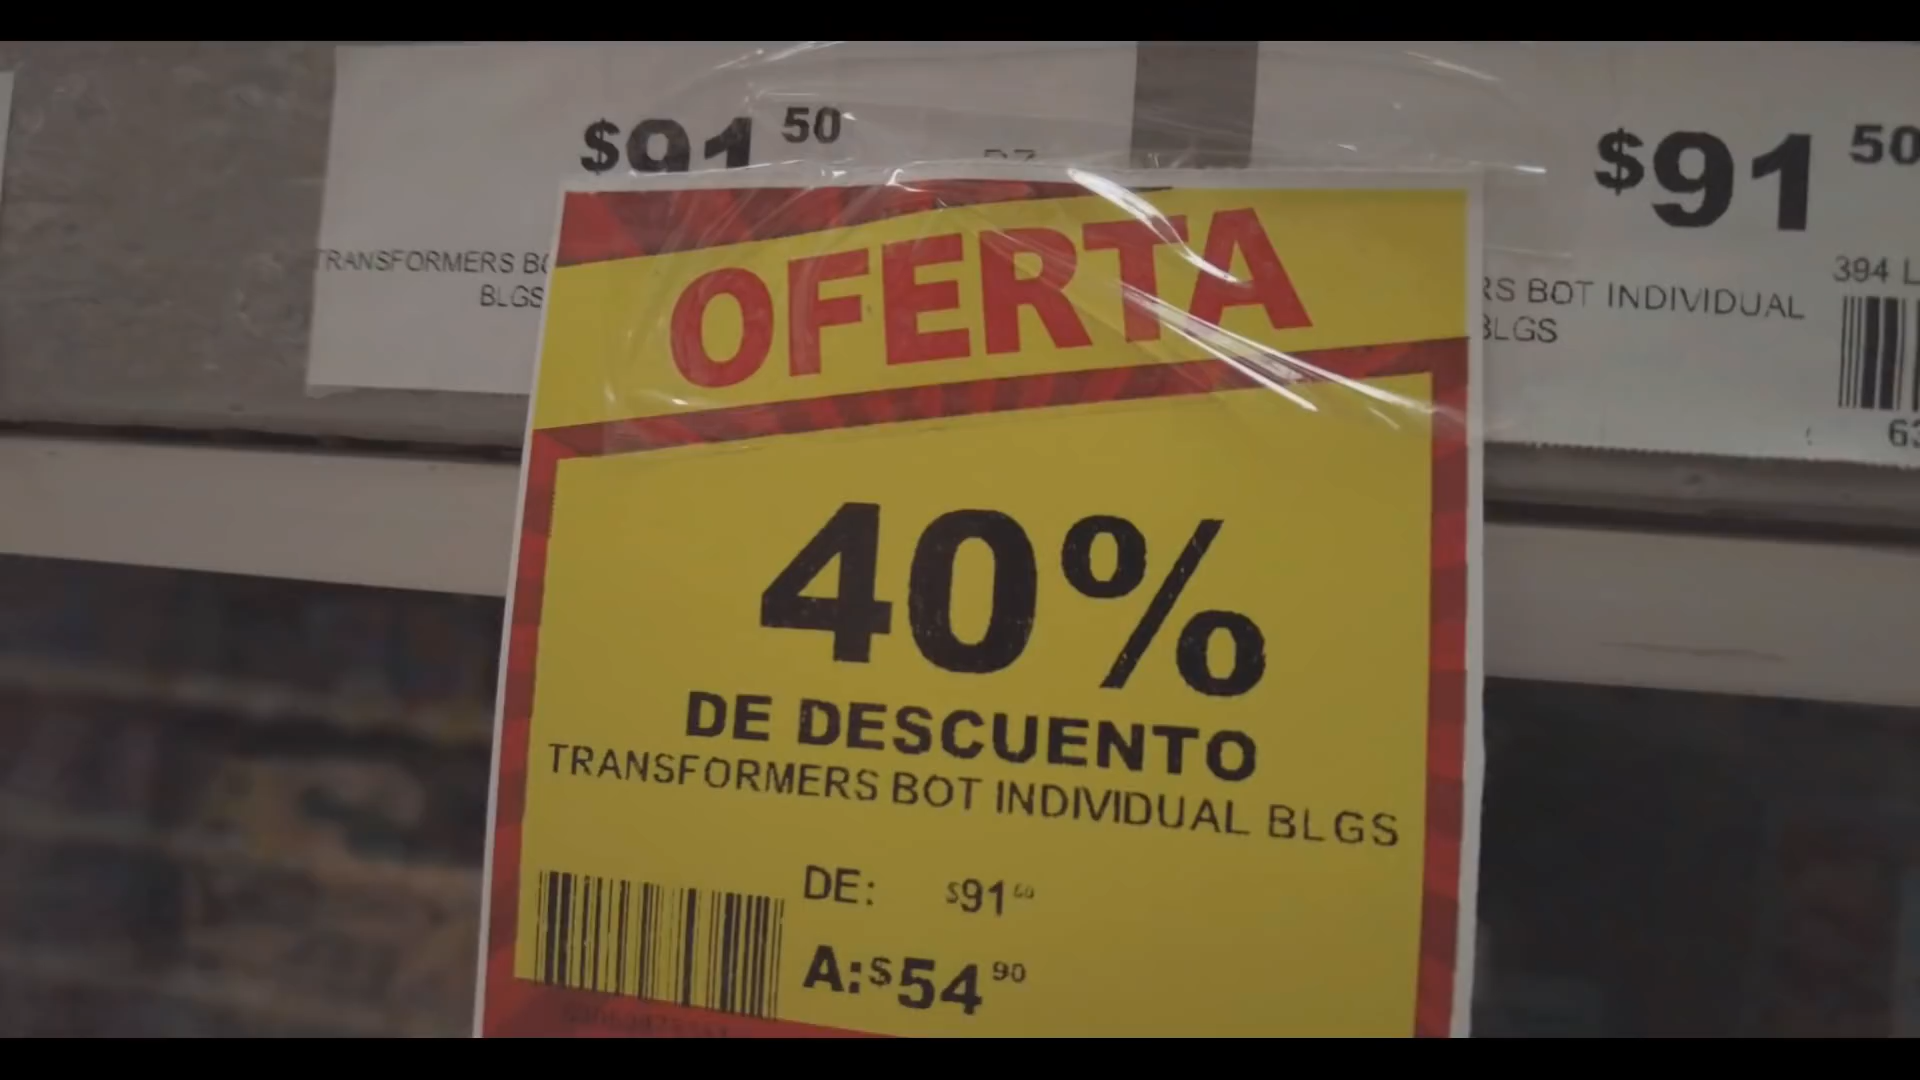 $91 50
$91 50
394 L
TRANSFORMERS BO
BLGS
RS BOT INDIVIDUAL
BLGS
63
OFERTA
40%
DE DESCUENTO
TRANSFORMERS BOT INDIVIDUAL BLGS
DE: $91
A: $54 90